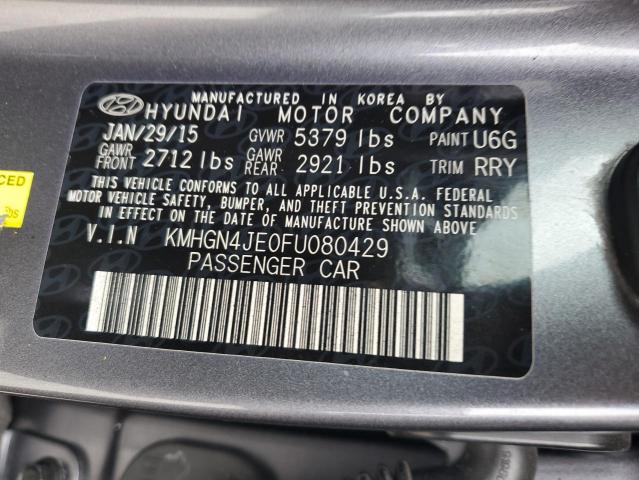 MANUFACTURED IN KOREA BY
HYUNDAI MOTOR COMPANY
JAN/29/15 GVWR 5379 lbs PAINT U6G
GAWR FRONT 2712 lbs GAWR REAR 2921 lbs TRIM RRY
THIS VEHICLE CONFORMS TO ALL APPLICABLE U.S.A. FEDERAL
MOTOR VEHICLE SAFETY, BUMPER, AND THEFT PREVENTION STANDARDS
IN EFFECT ON THE DATE OF MANUFACTURE SHOWN ABOVE.
V.I.N KMHGN4JE0FU080429
PASSENGER CAR
CED